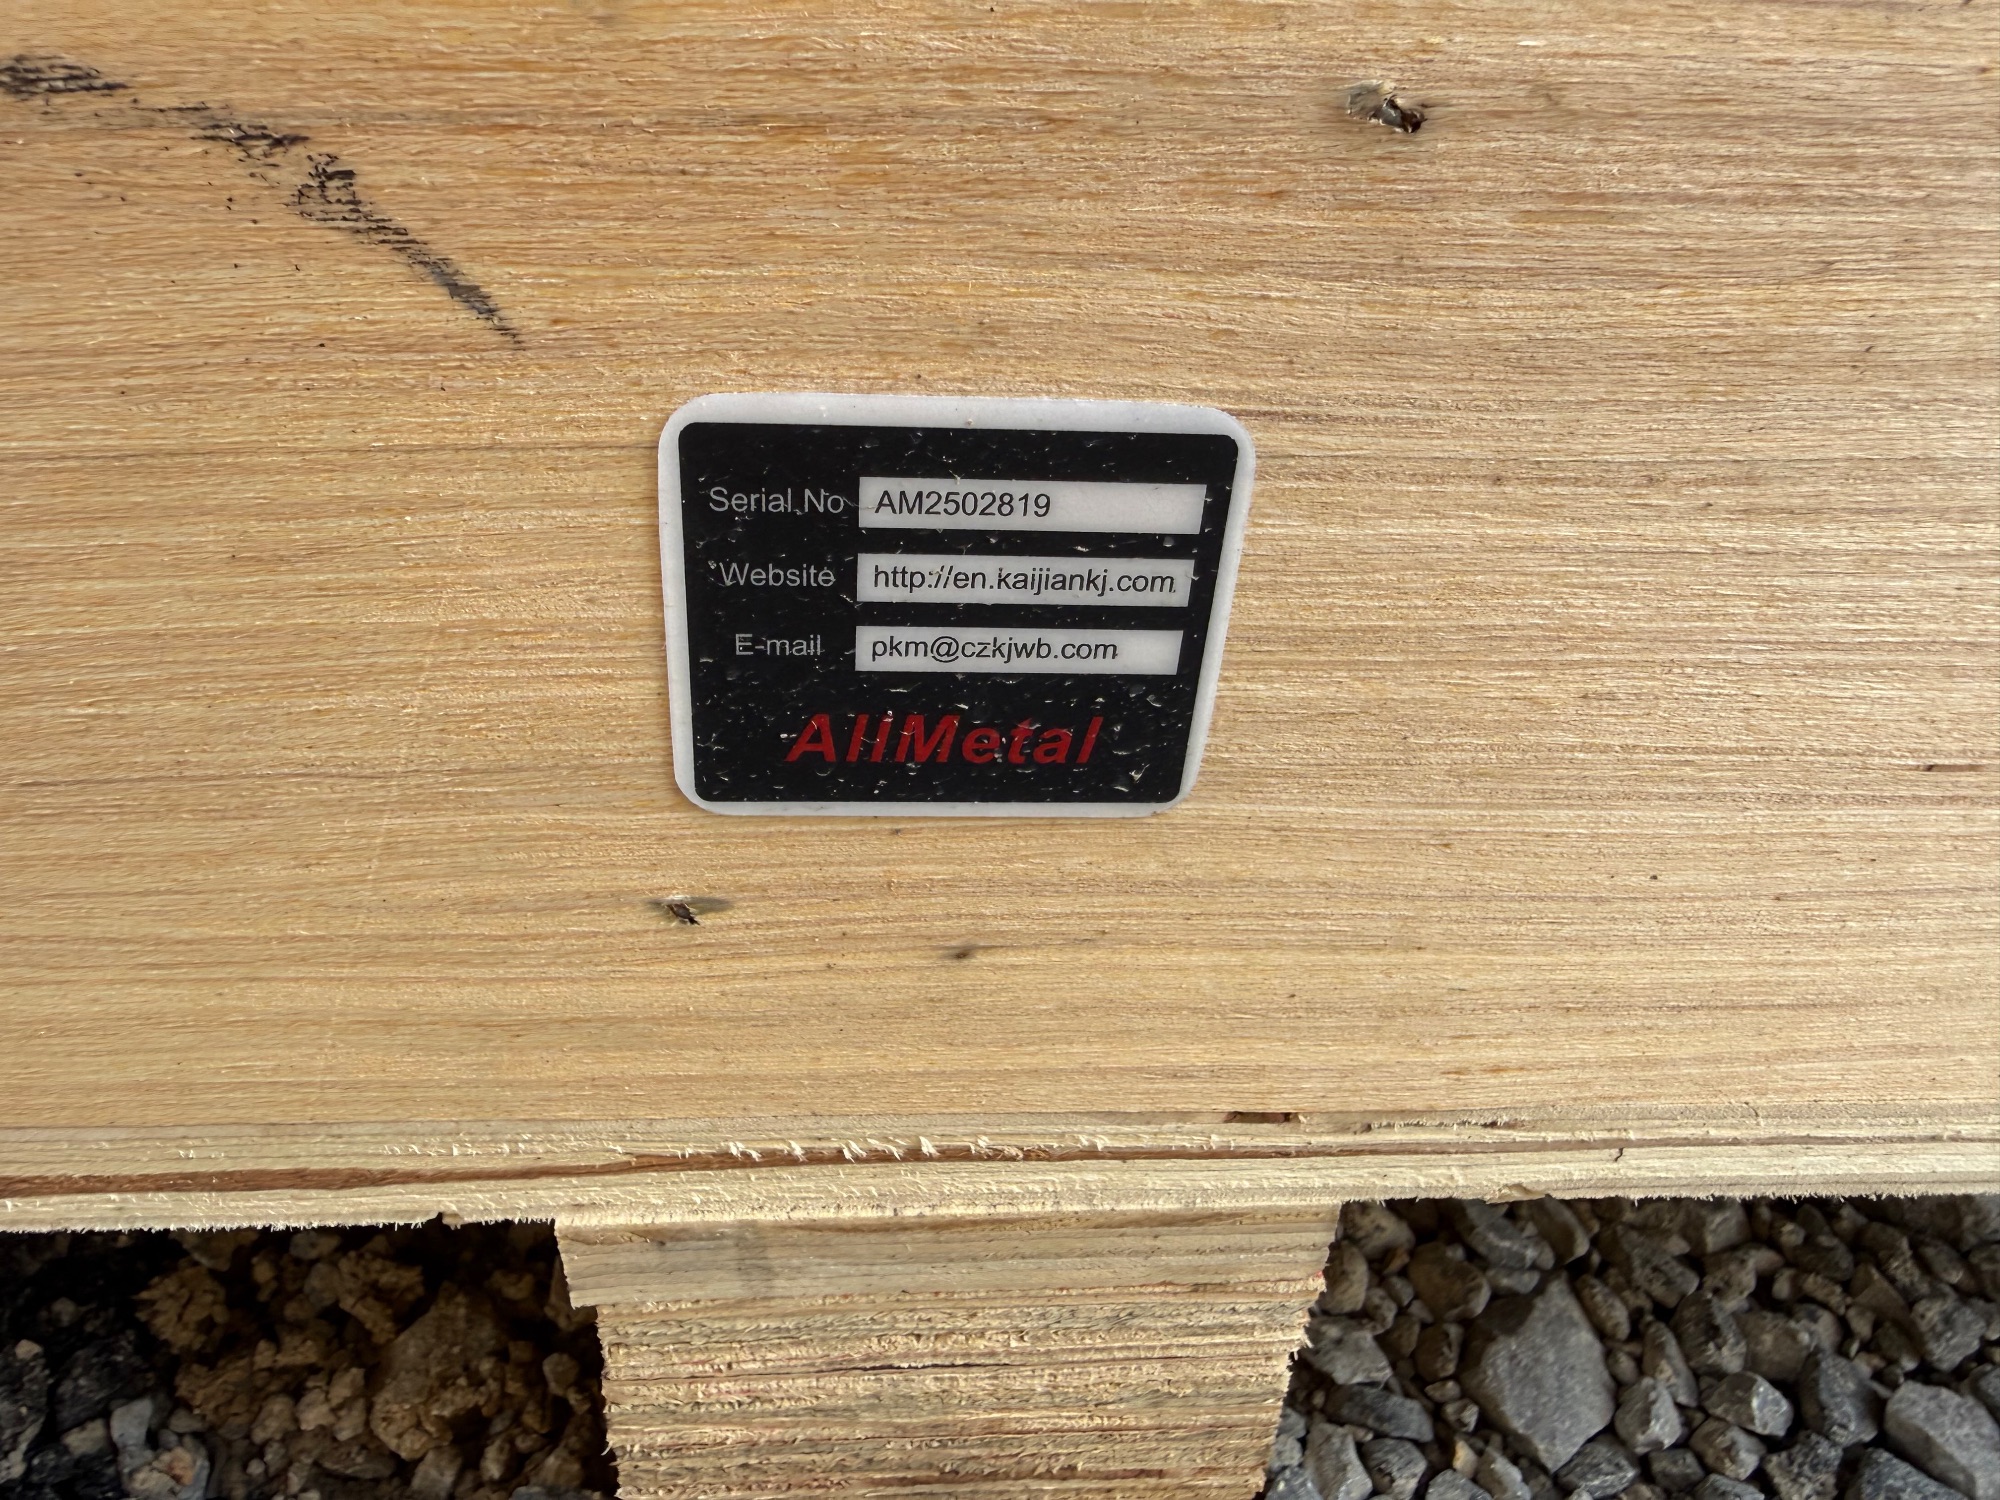 Serial No AM2502819
Website http://en.kaijiankj.com
E-mail pkm@czkjwb.com
AllMetal